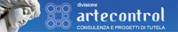 divisione
artecontrol
CONSULENZA E PROGETTI DI TUTELA